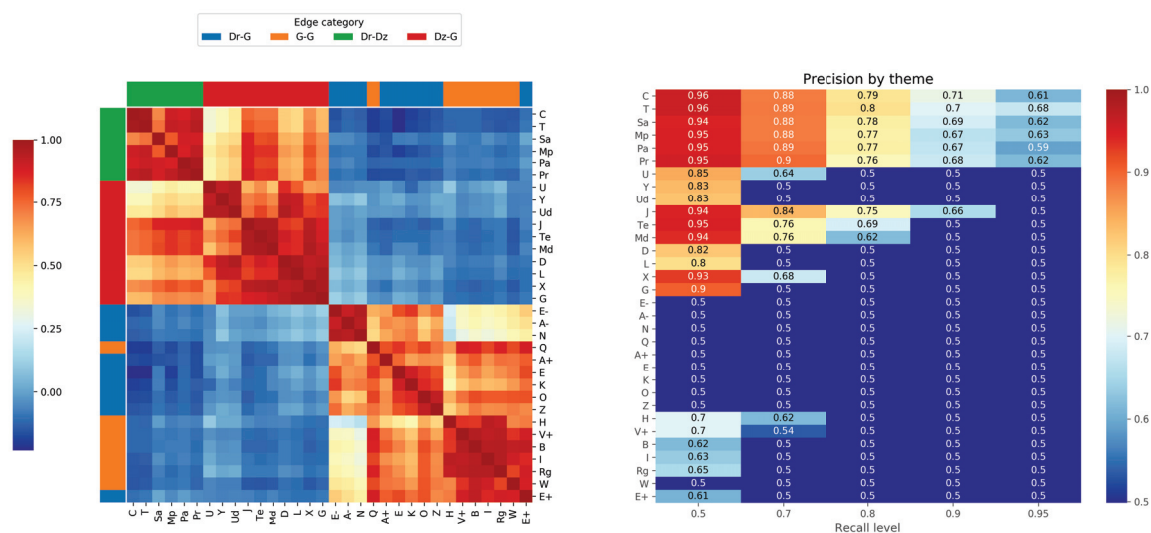 Edge category
Dr-G G-G Dr-Dz Dz-G
1.00
0.75
0.50
0.25
0.00
C
T
Sa
Mp
Pa
Pr
U
Y
Ud
J
Te
Md
D
L
X
G
E-
A-
N
Q
A+
E
K
O
Z
H
V+
B
I
Rg
W
E+
C T Sa Mp Pa Pr U Y Ud J Te Md D L X G E- A- N Q A+ E K O Z H V+ B I Rg W E+
Precision by theme
C 0.96 0.88 0.79 0.71 0.61
T 0.96 0.89 0.8 0.7 0.68
Sa 0.94 0.88 0.78 0.69 0.62
Mp 0.95 0.88 0.77 0.67 0.63
Pa 0.95 0.89 0.77 0.67 0.59
Pr 0.95 0.9 0.76 0.68 0.62
U 0.85 0.64 0.5 0.5 0.5
Y 0.83 0.5 0.5 0.5 0.5
Ud 0.83 0.5 0.5 0.5 0.5
J 0.94 0.84 0.75 0.66 0.5
Te 0.95 0.76 0.69 0.5 0.5
Md 0.94 0.76 0.62 0.5 0.5
D 0.82 0.5 0.5 0.5 0.5
L 0.8 0.5 0.5 0.5 0.5
X 0.93 0.68 0.5 0.5 0.5
G 0.9 0.5 0.5 0.5 0.5
E- 0.5 0.5 0.5 0.5 0.5
A- 0.5 0.5 0.5 0.5 0.5
N 0.5 0.5 0.5 0.5 0.5
Q 0.5 0.5 0.5 0.5 0.5
A+ 0.5 0.5 0.5 0.5 0.5
E 0.5 0.5 0.5 0.5 0.5
K 0.5 0.5 0.5 0.5 0.5
O 0.5 0.5 0.5 0.5 0.5
Z 0.5 0.5 0.5 0.5 0.5
H 0.7 0.62 0.5 0.5 0.5
V+ 0.7 0.54 0.5 0.5 0.5
B 0.62 0.5 0.5 0.5 0.5
I 0.63 0.5 0.5 0.5 0.5
Rg 0.65 0.5 0.5 0.5 0.5
W 0.5 0.5 0.5 0.5 0.5
E+ 0.61 0.5 0.5 0.5 0.5
0.5 0.7 0.8 0.9 0.95
Recall level
1.0
0.9
0.8
0.7
0.6
0.5